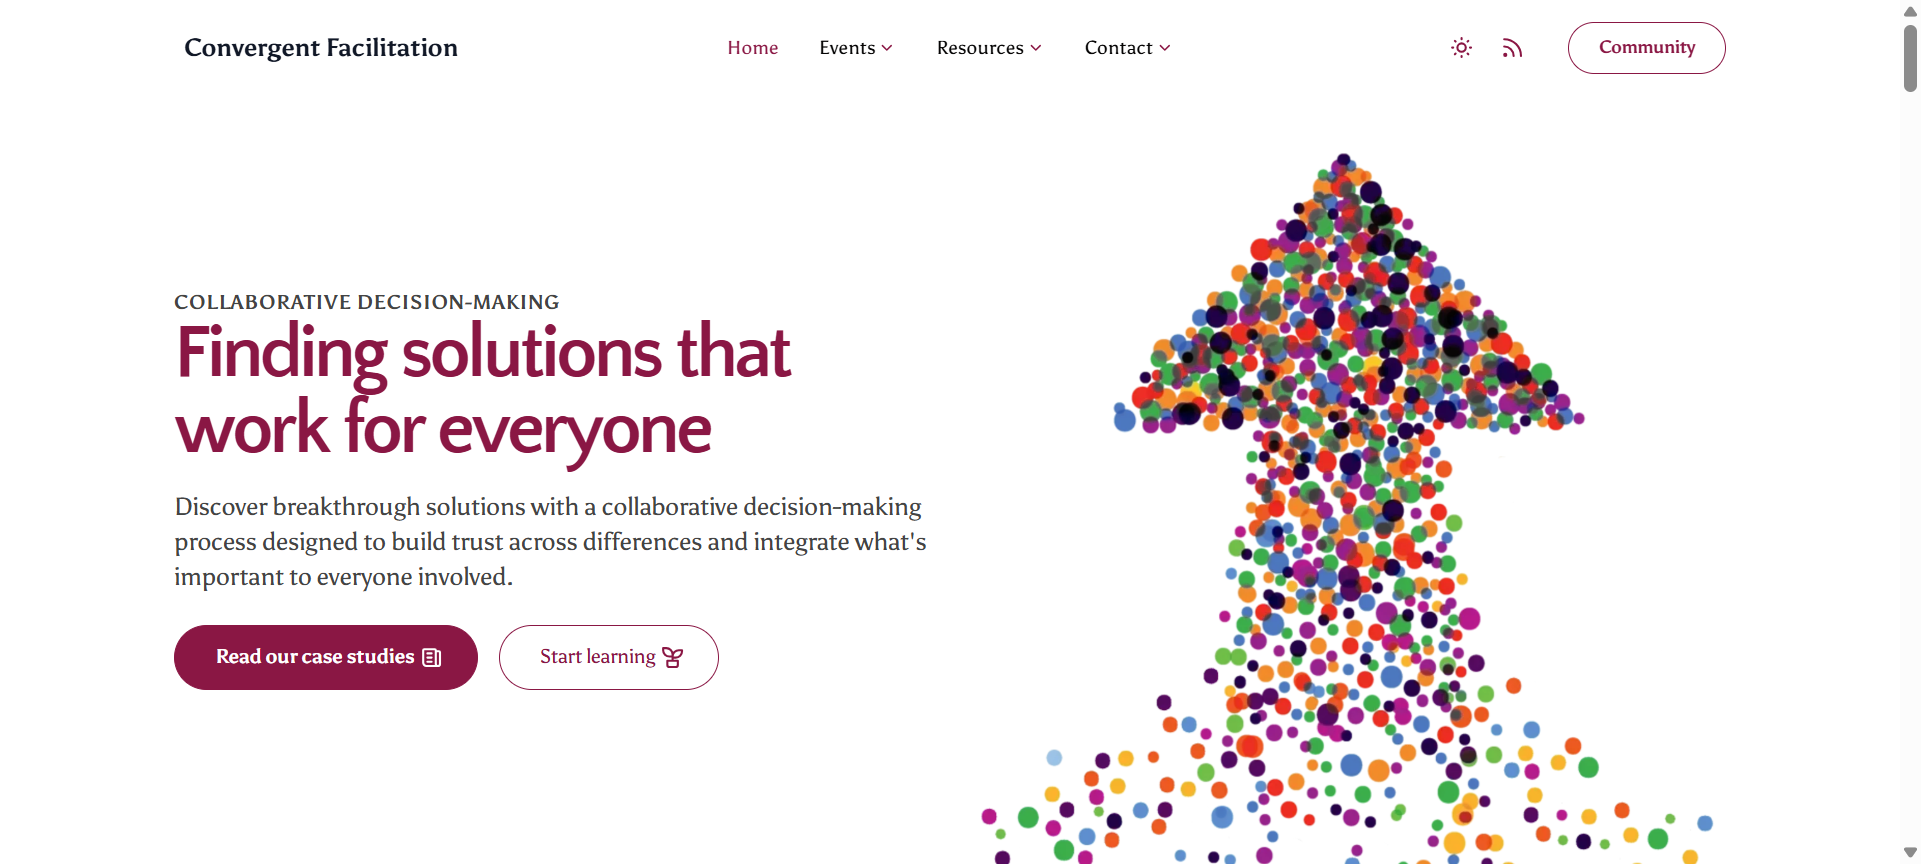 Convergent Facilitation
Home
Events
Resources
Contact
Community
COLLABORATIVE DECISION-MAKING
Finding solutions that
work for everyone
Discover breakthrough solutions with a collaborative decision-making
process designed to build trust across differences and integrate what's
important to everyone involved.
Read our case studies
Start learning